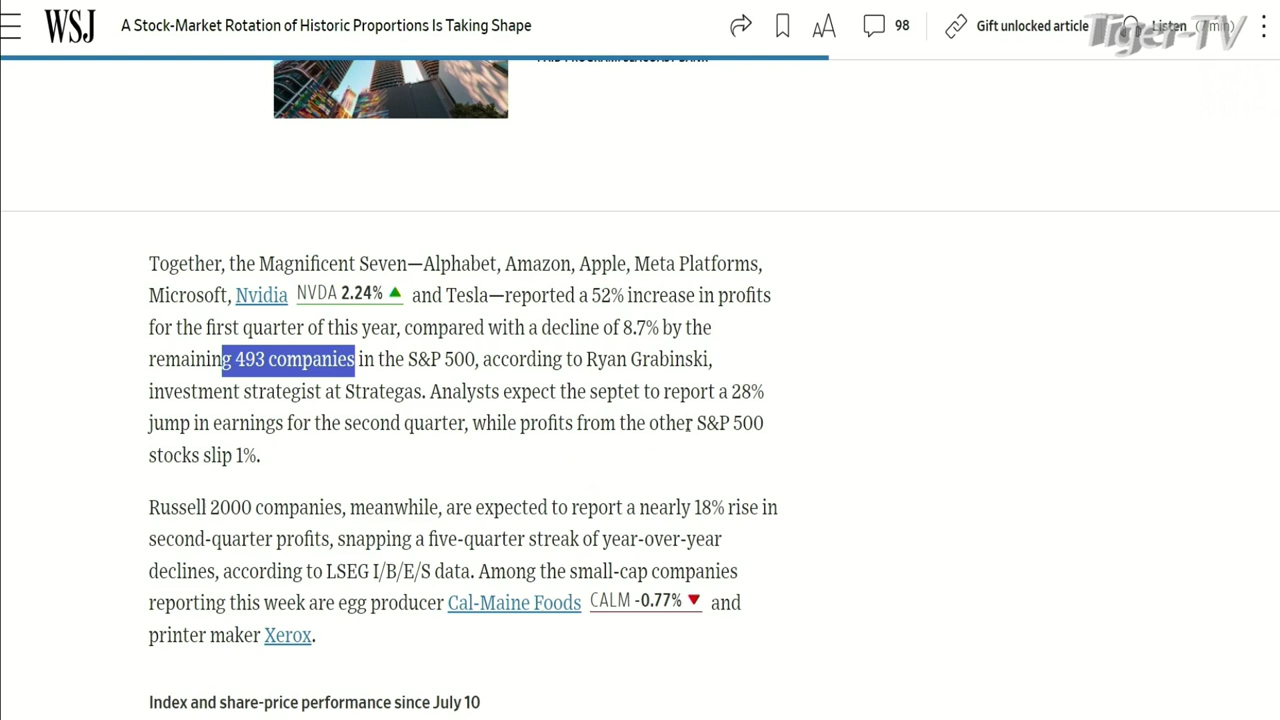 WSJ
A Stock-Market Rotation of Historic Proportions Is Taking Shape
98
Gift unlocked article
Listen (7 min)
Tiger-TV
Together, the Magnificent Seven—Alphabet, Amazon, Apple, Meta Platforms,
Microsoft, Nvidia NVDA 2.24% ▲ and Tesla—reported a 52% increase in profits
for the first quarter of this year, compared with a decline of 8.7% by the
remaining 493 companies in the S&P 500, according to Ryan Grabinski,
investment strategist at Strategas. Analysts expect the septet to report a 28%
jump in earnings for the second quarter, while profits from the other S&P 500
stocks slip 1%.
Russell 2000 companies, meanwhile, are expected to report a nearly 18% rise in
second-quarter profits, snapping a five-quarter streak of year-over-year
declines, according to LSEG I/B/E/S data. Among the small-cap companies
reporting this week are egg producer Cal-Maine Foods CALM -0.77% ▼ and
printer maker Xerox.
Index and share-price performance since July 10